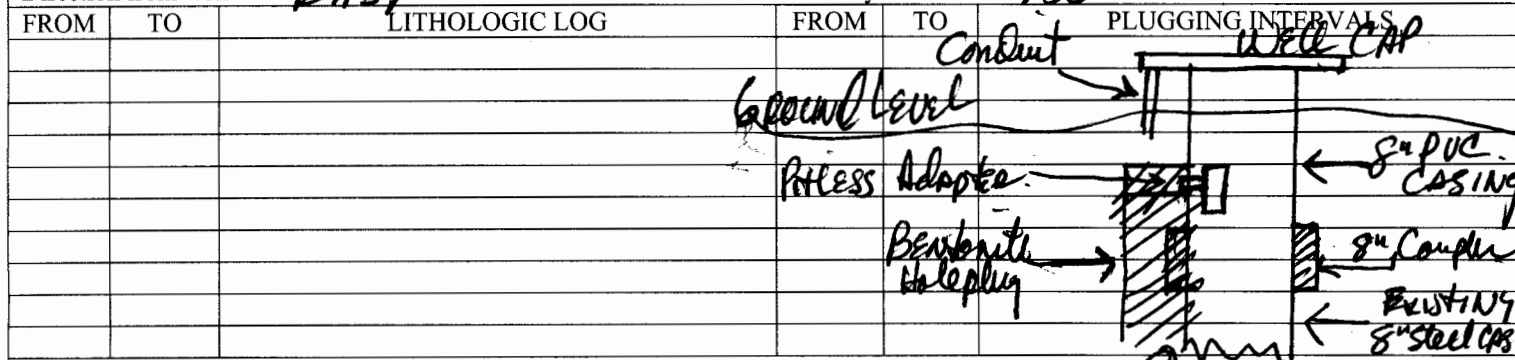 FROM TO LITHOLOGIC LOG FROM TO PLUGGING INTERVALS
Conduit WELL CAP
GROUND LEVEL
8" PVC.
CASING
PITLESS Adapter.
BENTONITE
Holeplug
8" Coupler
EXISTING
8" Steel CAS